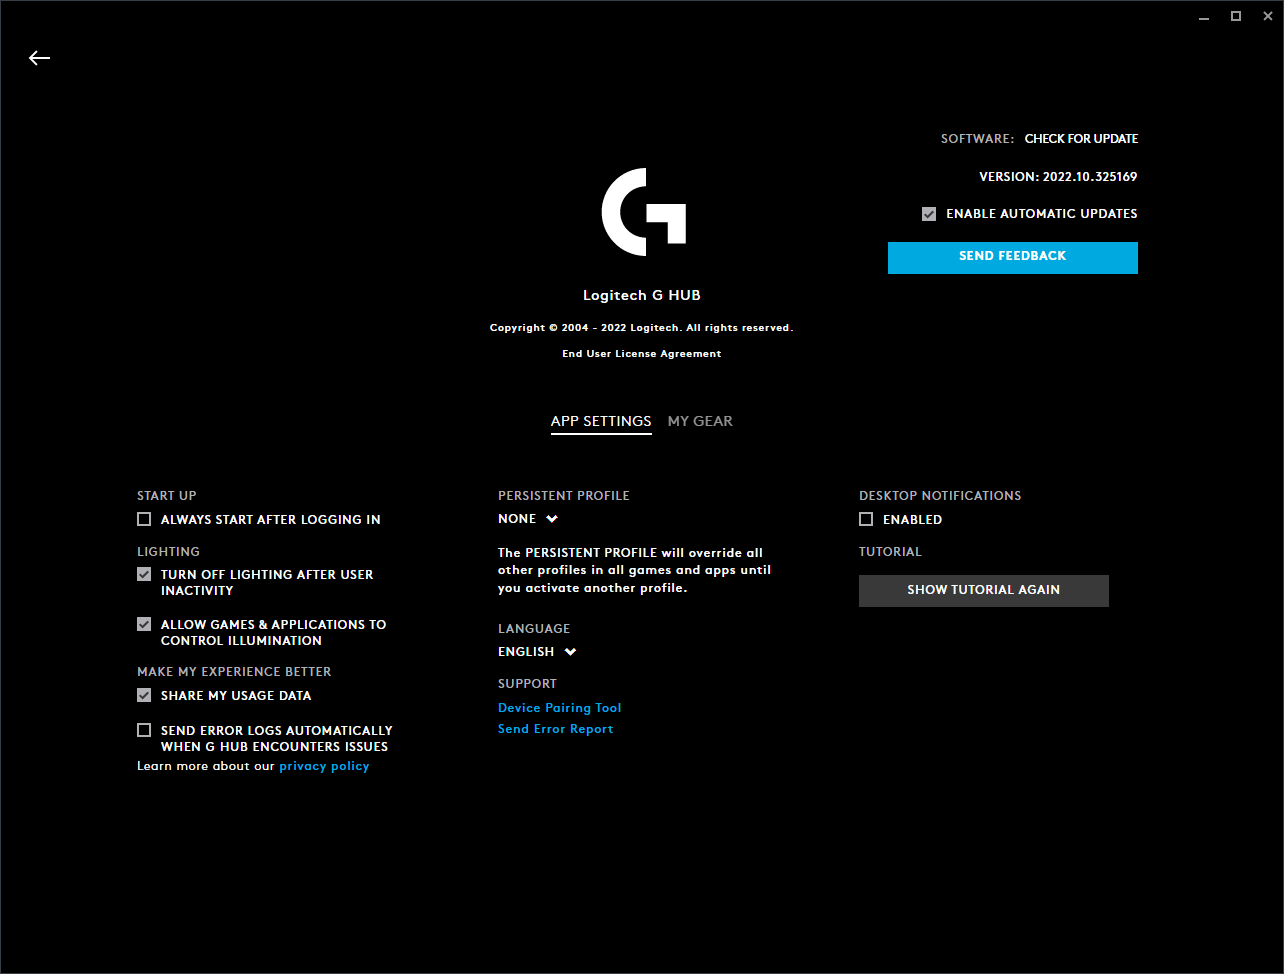 SOFTWARE: CHECK FOR UPDATE
VERSION: 2022.10.325169
ENABLE AUTOMATIC UPDATES
SEND FEEDBACK
Logitech G HUB
Copyright © 2004 - 2022 Logitech. All rights reserved.
End User License Agreement
APP SETTINGS MY GEAR
START UP
ALWAYS START AFTER LOGGING IN
LIGHTING
TURN OFF LIGHTING AFTER USER
INACTIVITY
ALLOW GAMES & APPLICATIONS TO
CONTROL ILLUMINATION
MAKE MY EXPERIENCE BETTER
SHARE MY USAGE DATA
SEND ERROR LOGS AUTOMATICALLY
WHEN G HUB ENCOUNTERS ISSUES
Learn more about our privacy policy
PERSISTENT PROFILE
NONE
The PERSISTENT PROFILE will override all
other profiles in all games and apps until
you activate another profile.
LANGUAGE
ENGLISH
SUPPORT
Device Pairing Tool
Send Error Report
DESKTOP NOTIFICATIONS
ENABLED
TUTORIAL
SHOW TUTORIAL AGAIN